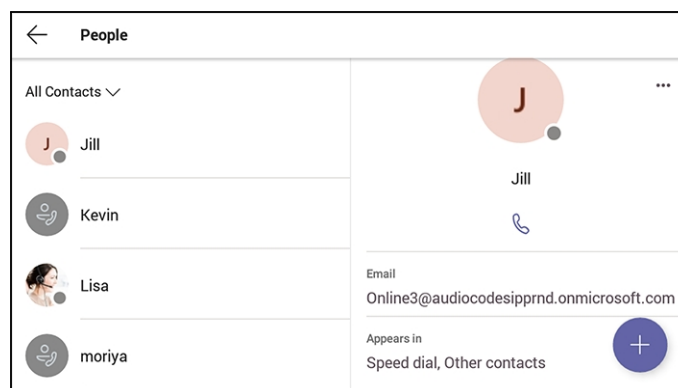 People
All Contacts
J
Jill
Kevin
Lisa
moriya
J
Jill
Email
Online3@audiocodesipprnd.onmicrosoft.com
Appears in
Speed dial, Other contacts